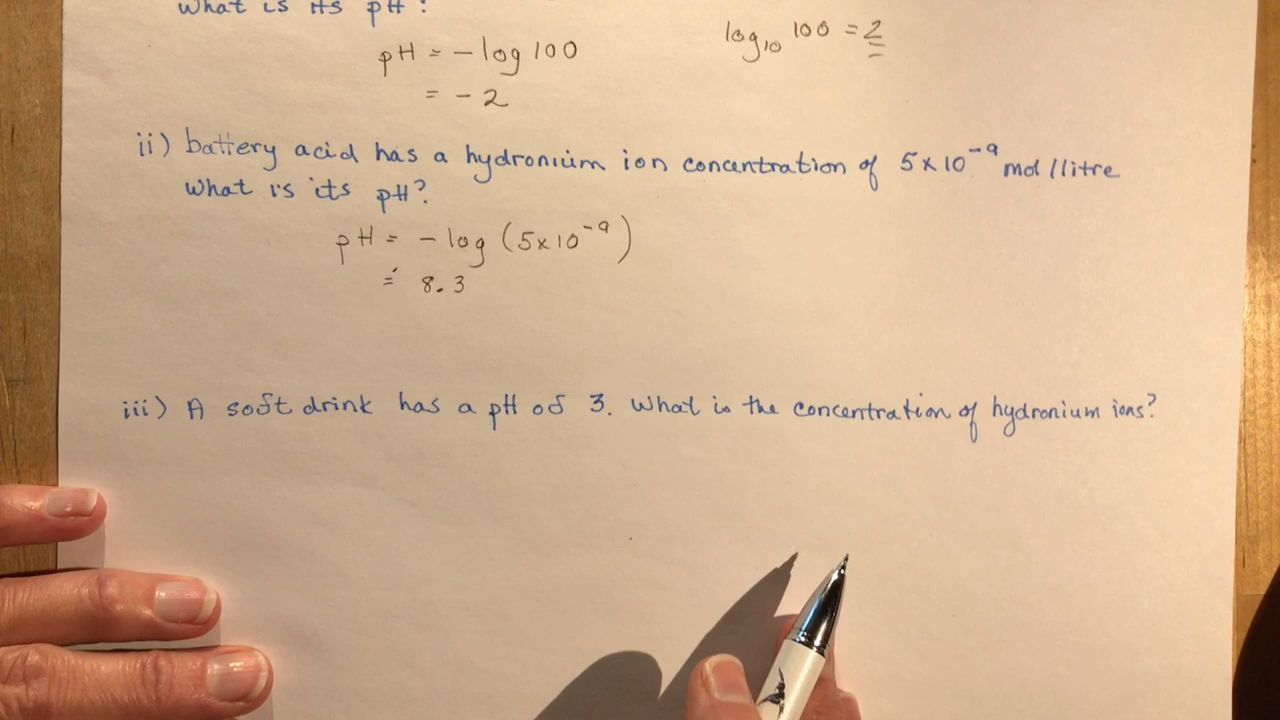 What is its pH?
pH = - log 100
log₁₀ 100 = 2
= - 2
ii) battery acid has a hydronium ion concentration of 5 x 10⁻⁹ mol / litre
What is its pH?
pH = - log (5x10⁻⁹)
≐ 8.3
iii) A soft drink has a pH of 3. What is the concentration of hydronium ions?